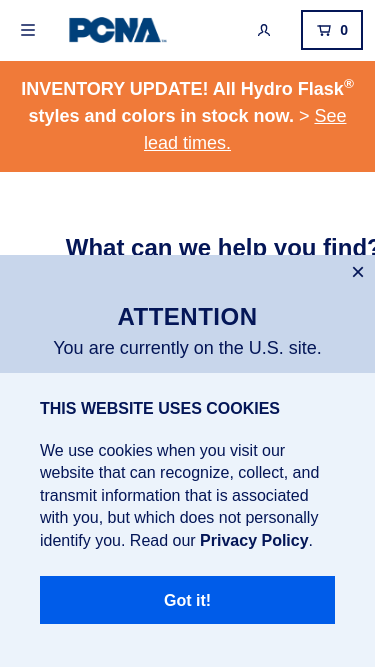 PCNA
0
INVENTORY UPDATE! All Hydro Flask®
styles and colors in stock now. > See
lead times.
What can we help you find?
×
ATTENTION
You are currently on the U.S. site.
THIS WEBSITE USES COOKIES
We use cookies when you visit our
website that can recognize, collect, and
transmit information that is associated
with you, but which does not personally
identify you. Read our Privacy Policy.
Got it!